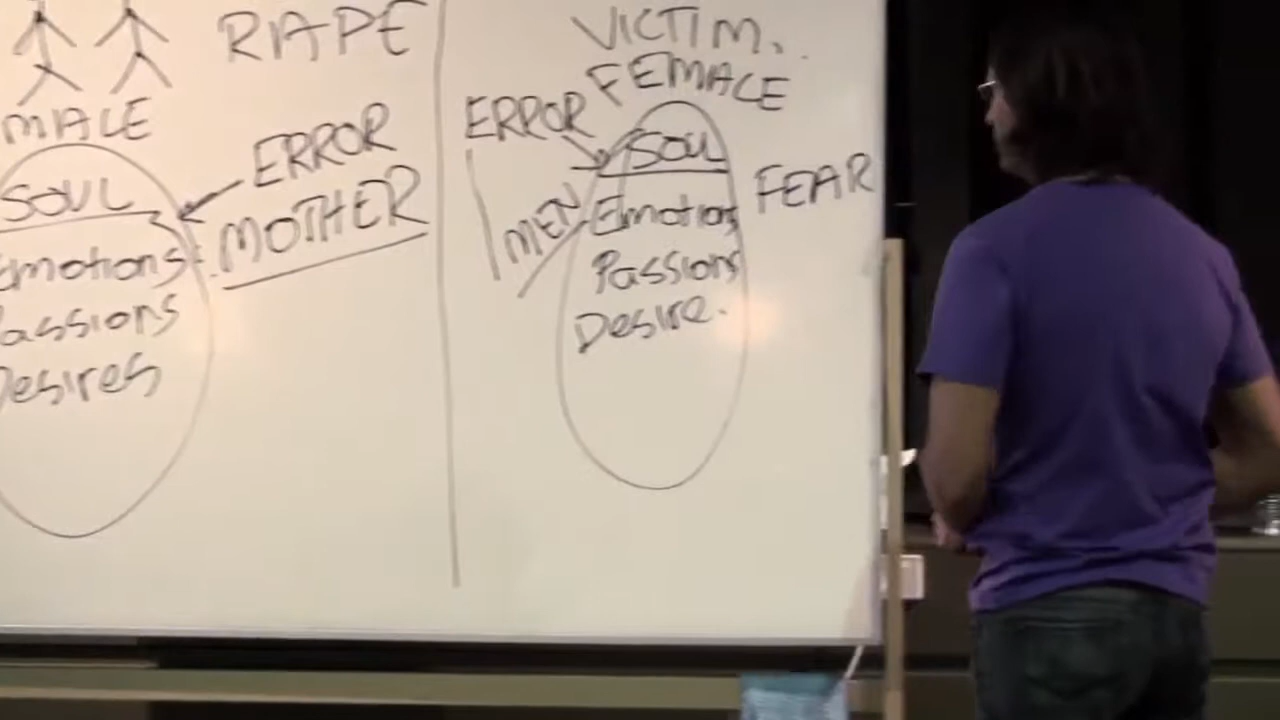 RAPE
MALE
SOUL
Emotions
Passions
Desires
ERROR
MOTHER
VICTIM.
FEMALE
ERROR
MEN
SOUL
Emotions
Passions
Desire.
FEAR